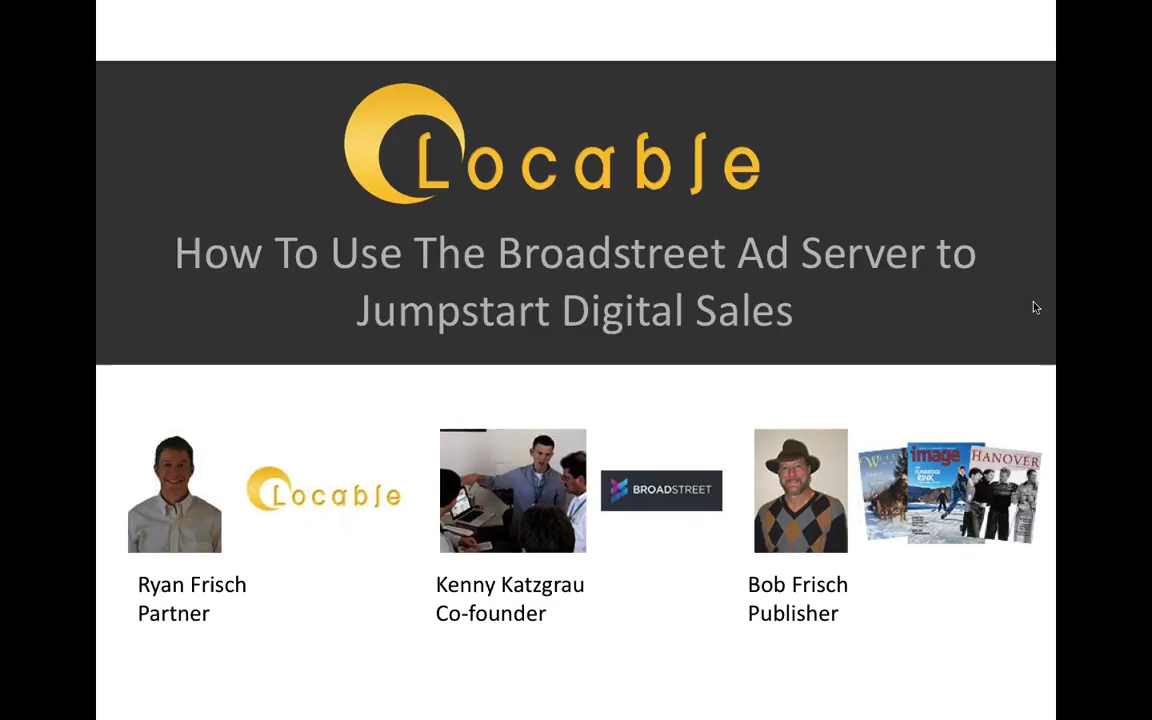 Locable
How To Use The Broadstreet Ad Server to
Jumpstart Digital Sales
Locable
BROADSTREET
image
HANOVER
Ryan Frisch
Partner
Kenny Katzgrau
Co-founder
Bob Frisch
Publisher